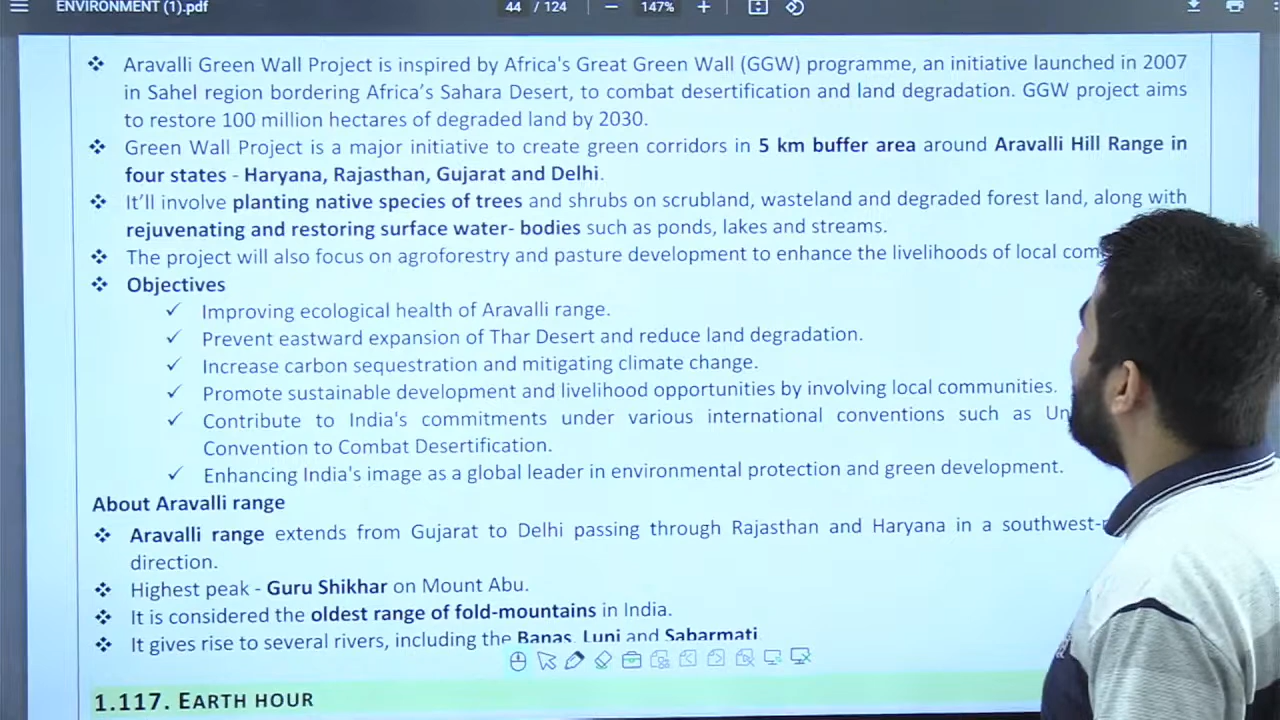 ENVIRONMENT (1).pdf 44 / 124 147%
Aravalli Green Wall Project is inspired by Africa's Great Green Wall (GGW) programme, an initiative launched in 2007
in Sahel region bordering Africa's Sahara Desert, to combat desertification and land degradation. GGW project aims
to restore 100 million hectares of degraded land by 2030.
Green Wall Project is a major initiative to create green corridors in 5 km buffer area around Aravalli Hill Range in
four states - Haryana, Rajasthan, Gujarat and Delhi.
It'll involve planting native species of trees and shrubs on scrubland, wasteland and degraded forest land, along with
rejuvenating and restoring surface water- bodies such as ponds, lakes and streams.
The project will also focus on agroforestry and pasture development to enhance the livelihoods of local
Objectives
Improving ecological health of Aravalli range.
Prevent eastward expansion of Thar Desert and reduce land degradation.
Increase carbon sequestration and mitigating climate change.
Promote sustainable development and livelihood opportunities by involving local communities.
Contribute to India's commitments under various international conventions such as
Convention to Combat Desertification.
Enhancing India's image as a global leader in environmental protection and green development.
About Aravalli range
Aravalli range extends from Gujarat to Delhi passing through Rajasthan and Haryana in a
direction.
Highest peak - Guru Shikhar on Mount Abu.
It is considered the oldest range of fold-mountains in India.
It gives rise to several rivers, including the Banas, Luni and Sabarmati
1.117. EARTH HOUR